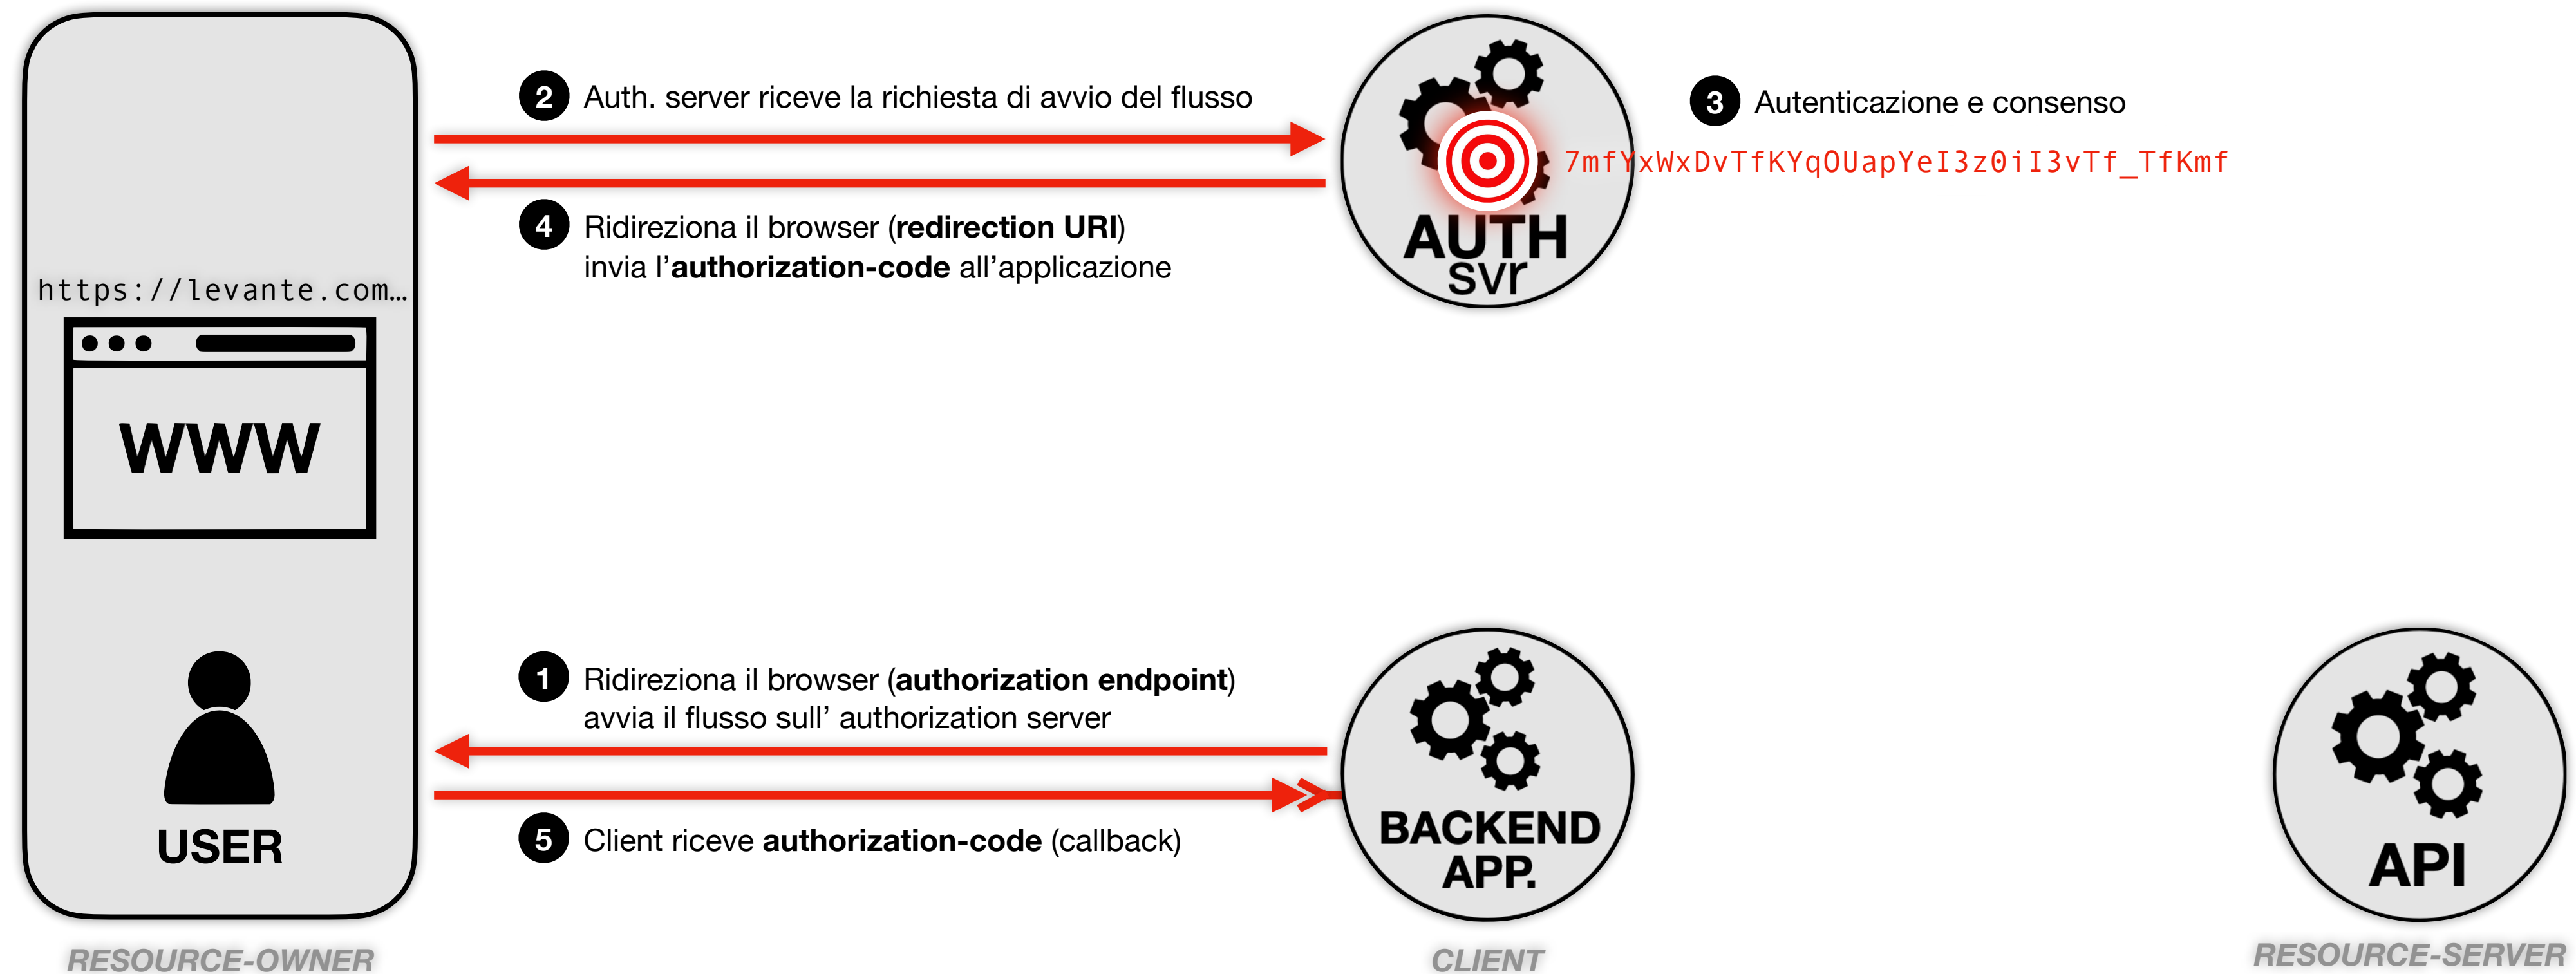 2 Auth. server riceve la richiesta di avvio del flusso
3 Autenticazione e consenso
7mfYxWxDvTfKYqOUapYeI3z0iI3vTf_TfKmf
4 Ridireziona il browser (redirection URI)
invia l’authorization-code all’applicazione
AUTH
svr
https://levante.com…
WWW
1 Ridireziona il browser (authorization endpoint)
avvia il flusso sull’ authorization server
USER
5 Client riceve authorization-code (callback)
BACKEND
APP.
API
RESOURCE-OWNER
CLIENT
RESOURCE-SERVER